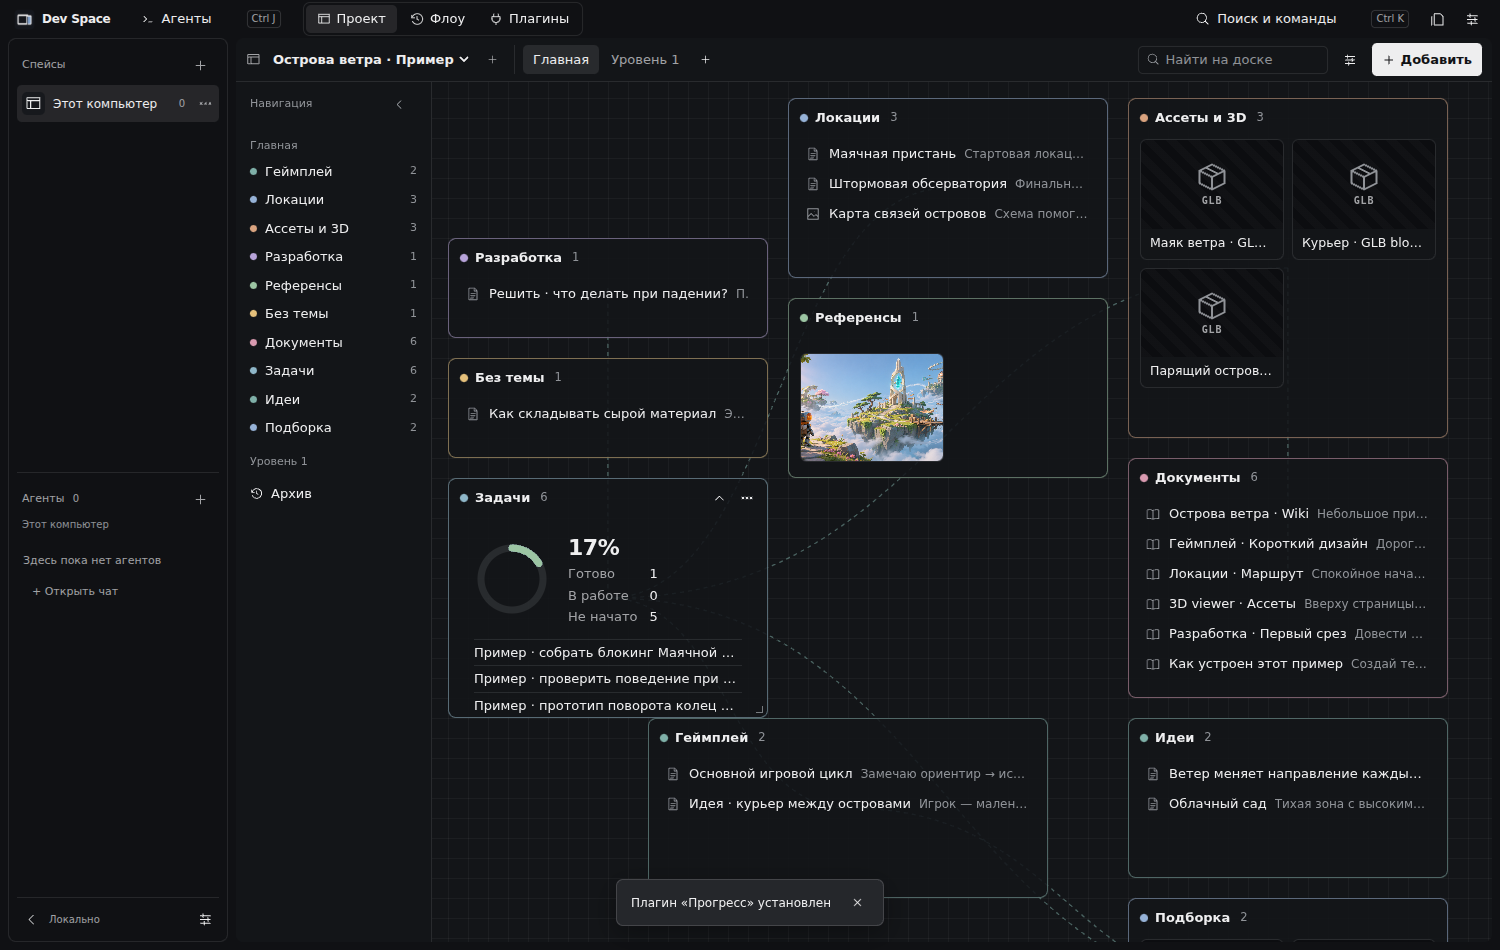 Dev Space
Агенты
Ctrl J
Проект
Флоу
Плагины
Поиск и команды
Ctrl K
Спейсы
Этот компьютер 0
Агенты 0
Этот компьютер
Здесь пока нет агентов
+ Открыть чат
Локально
Острова ветра · Пример
Главная
Уровень 1
Найти на доске
Добавить
Навигация
Главная
Геймплей 2
Локации 3
Ассеты и 3D 3
Разработка 1
Референсы 1
Без темы 1
Документы 6
Задачи 6
Идеи 2
Подборка 2
Уровень 1
Архив
Разработка 1
Решить · что делать при падении? П.
Без темы 1
Как складывать сырой материал Э...
Задачи 6
17%
Готово 1
В работе 0
Не начато 5
Пример · собрать блокинг Маячной ...
Пример · проверить поведение при ...
Пример · прототип поворота колец ...
Локации 3
Маячная пристань Стартовая локац...
Штормовая обсерватория Финальн...
Карта связей островов Схема помог...
Референсы 1
Геймплей 2
Основной игровой цикл Замечаю ориентир → ис...
Идея · курьер между островами Игрок — мален...
Ассеты и 3D 3
GLB
Маяк ветра · GL...
GLB
Курьер · GLB blo...
GLB
Парящий остров...
Документы 6
Острова ветра · Wiki Небольшое при...
Геймплей · Короткий дизайн Дорог...
Локации · Маршрут Спокойное нача...
3D viewer · Ассеты Вверху страницы...
Разработка · Первый срез Довести ...
Как устроен этот пример Создай те...
Идеи 2
Ветер меняет направление кажды...
Облачный сад Тихая зона с высоким...
Подборка 2
Плагин «Прогресс» установлен